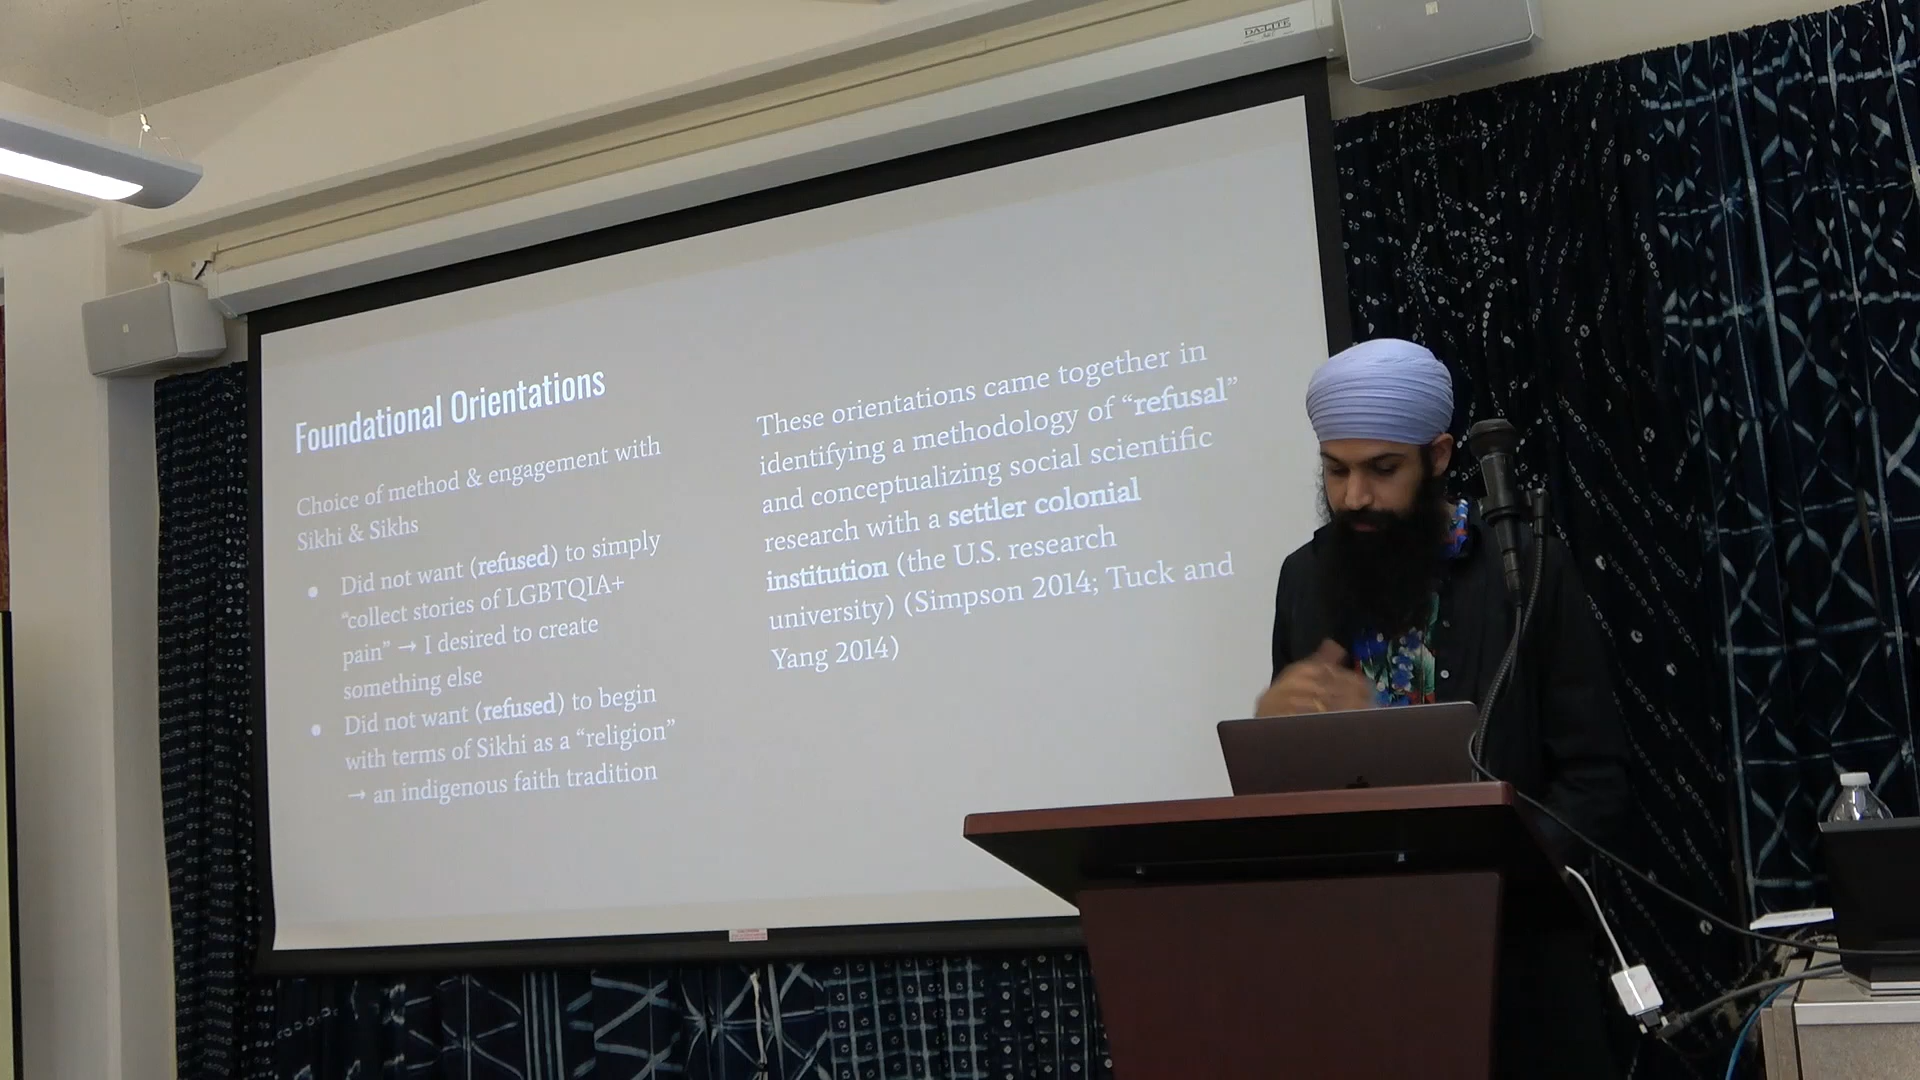 DA-LITE
Foundational Orientations
Choice of method & engagement with
Sikhi & Sikhs
• Did not want (refused) to simply
“collect stories of LGBTQIA+
pain” → I desired to create
something else
• Did not want (refused) to begin
with terms of Sikhi as a “religion”
→ an indigenous faith tradition
These orientations came together in
identifying a methodology of “refusal”
and conceptualizing social scientific
research with a settler colonial
institution (the U.S. research
university) (Simpson 2014; Tuck and
Yang 2014)